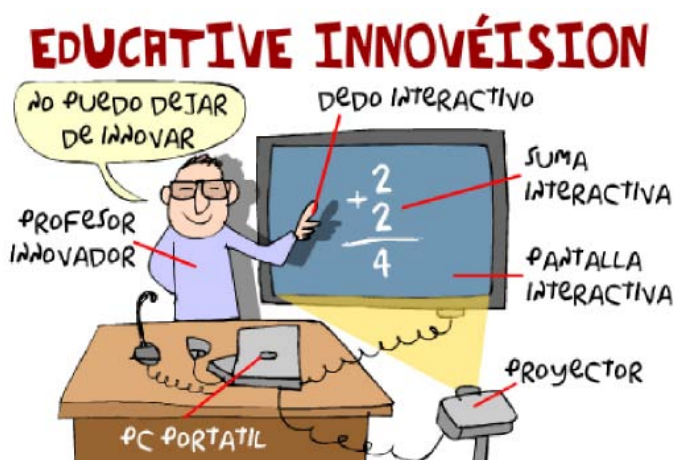 EDUCATIVE INNOVÉISION
NO PUEDO DEJAR
DE INNOVAR
DEDO INTERACTIVO
2
+
2
4
SUMA
INTERACTIVA
PROFESOR
INNOVADOR
PANTALLA
INTERACTIVA
PROYECTOR
PC PORTATIL